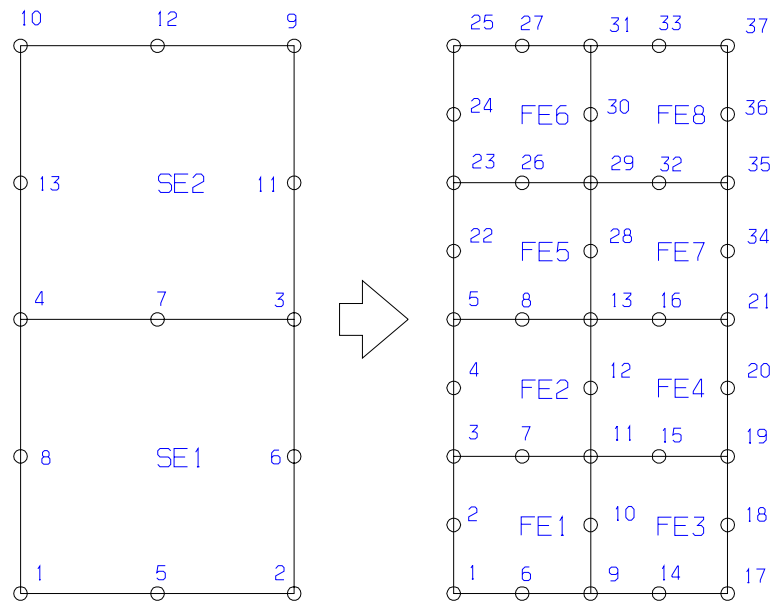 10 12 9
13 SE2 11
4 7 3
8 SE1 6
1 5 2
25 27 31 33 37
24 FE6 30 FE8 36
23 26 29 32 35
22 FE5 28 FE7 34
5 8 13 16 21
4 FE2 12 FE4 20
3 7 11 15 19
2 FE1 10 FE3 18
1 6 9 14 17